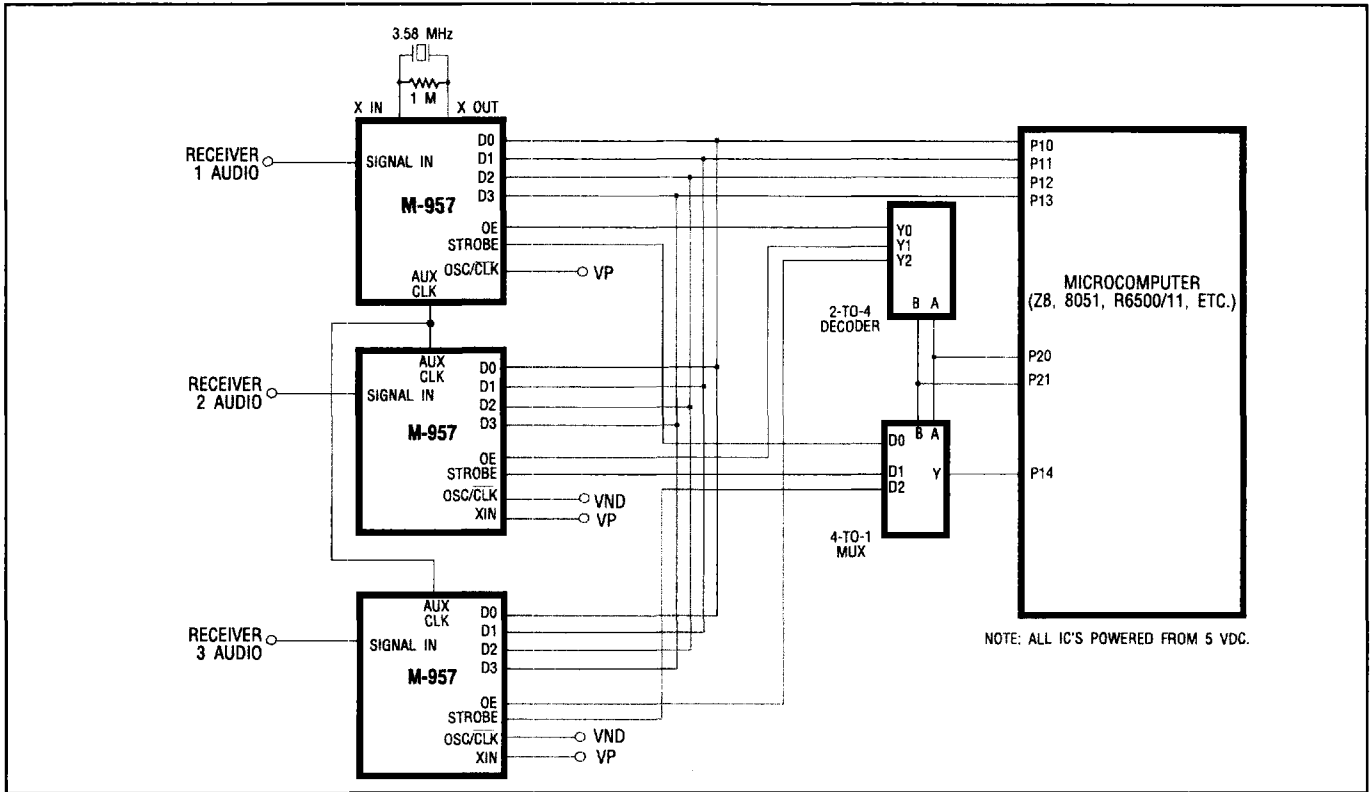 3.58 MHz
1 M
X IN
X OUT
RECEIVER
1 AUDIO
SIGNAL IN
M-957
D0
D1
D2
D3
OE
STROBE
OSC/CLK
AUX
CLK
VP
RECEIVER
2 AUDIO
AUX
CLK
SIGNAL IN
M-957
D0
D1
D2
D3
OE
STROBE
OSC/CLK
XIN
VND
VP
RECEIVER
3 AUDIO
AUX
CLK
SIGNAL IN
M-957
D0
D1
D2
D3
OE
STROBE
OSC/CLK
XIN
VND
VP
Y0
Y1
Y2
B A
2-TO-4
DECODER
B A
D0
D1
D2
Y
4-TO-1
MUX
P10
P11
P12
P13
MICROCOMPUTER
(Z8, 8051, R6500/11, ETC.)
P20
P21
P14
NOTE: ALL IC'S POWERED FROM 5 VDC.